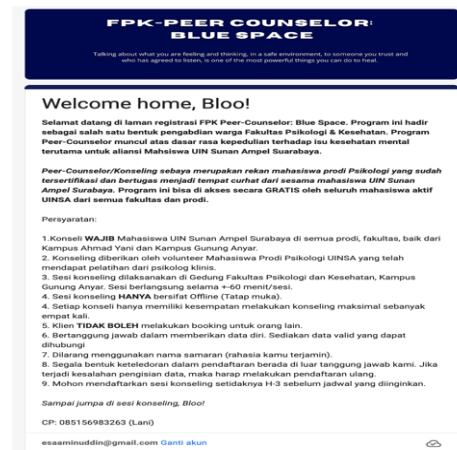 FPK-PEER COUNSELOR:
BLUE SPACE
Talking about what you are feeling and thinking, in a safe environment, to someone you trust and
who has agreed to listen, is one of the most powerful things you can do to heal.
Welcome home, Bloo!
Selamat datang di laman registrasi FPK Peer-Counselor: Blue Space. Program ini hadir
sebagai salah satu bentuk pengabdian warga Fakultas Psikologi & Kesehatan. Program
Peer-Counselor muncul atas dasar rasa kepedulian terhadap isu kesehatan mental
terutama untuk aliansi Mahsiswa UIN Sunan Ampel Suarabaya.
Peer-Counselor/Konseling sebaya merupakan rekan mahasiswa prodi Psikologi yang sudah
tersertifikasi dan bertugas menjadi tempat curhat dari sesama mahasiswa UIN Sunan
Ampel Surabaya. Program ini bisa di akses secara GRATIS oleh seluruh mahasiswa aktif
UINSA dari semua fakultas dan prodi.
Persyaratan:
1.Konseli WAJIB Mahasiswa UIN Sunan Ampel Surabaya di semua prodi, fakultas, baik dari
Kampus Ahmad Yani dan Kampus Gunung Anyar.
2. Konseling diberikan oleh volunteer Mahasiswa Prodi Psikologi UINSA yang telah
mendapat pelatihan dari psikolog klinis.
3. Sesi konseling dilaksanakan di Gedung Fakultas Psikologi dan Kesehatan, Kampus
Gunung Anyar. Sesi berlangsung selama +-60 menit/sesi.
4. Sesi konseling HANYA bersifat Offline (Tatap muka).
4. Setiap konseli hanya memiliki kesempatan melakukan konseling maksimal sebanyak
empat kali.
5. Klien TIDAK BOLEH melakukan booking untuk orang lain.
6. Bertanggung jawab dalam memberikan data diri. Sediakan data valid yang dapat
dihubungi
7. Dilarang menggunakan nama samaran (rahasia kamu terjamin).
8. Segala bentuk keteledoran dalam pendaftaran berada di luar tanggung jawab kami. Jika
terjadi kesalahan pengisian data, maka harap melakukan pendaftaran ulang.
9. Mohon mendaftarkan sesi konseling setidaknya H-3 sebelum jadwal yang diinginkan.
Sampai jumpa di sesi konseling, Bloo!
CP: 085156983263 (Lani)
esaaminuddin@gmail.com Ganti akun